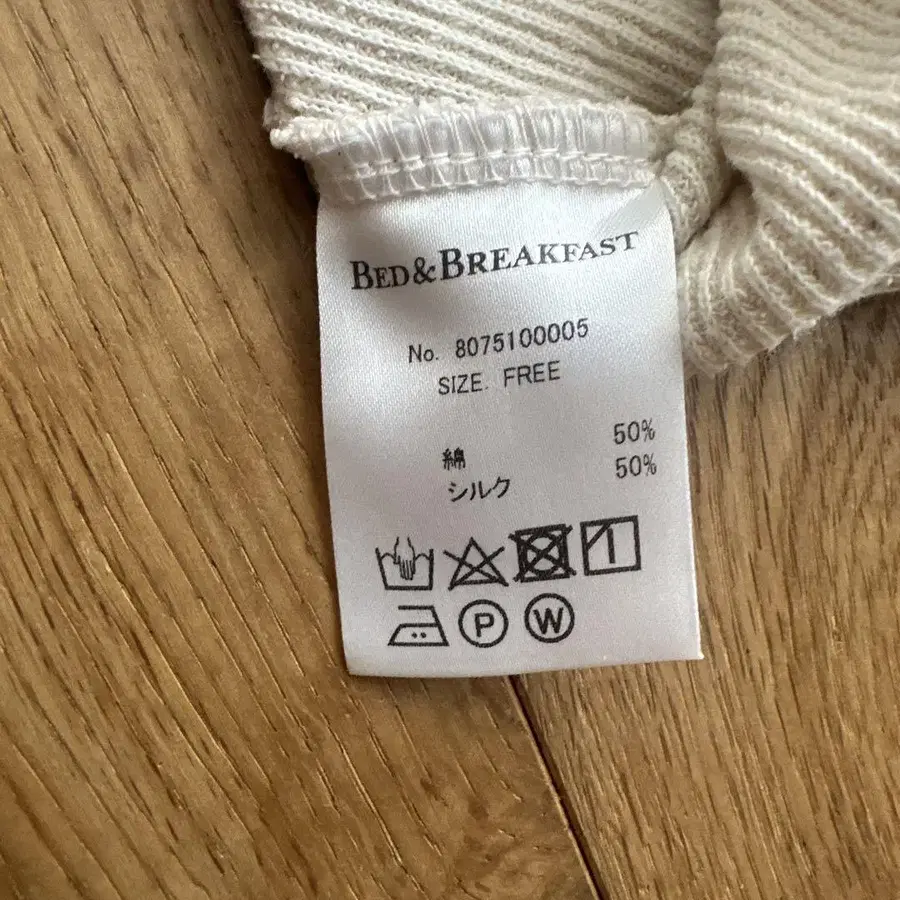 BED & BREAKFAST
No. 8075100005
SIZE. FREE
綿 50%
シルク 50%
P W